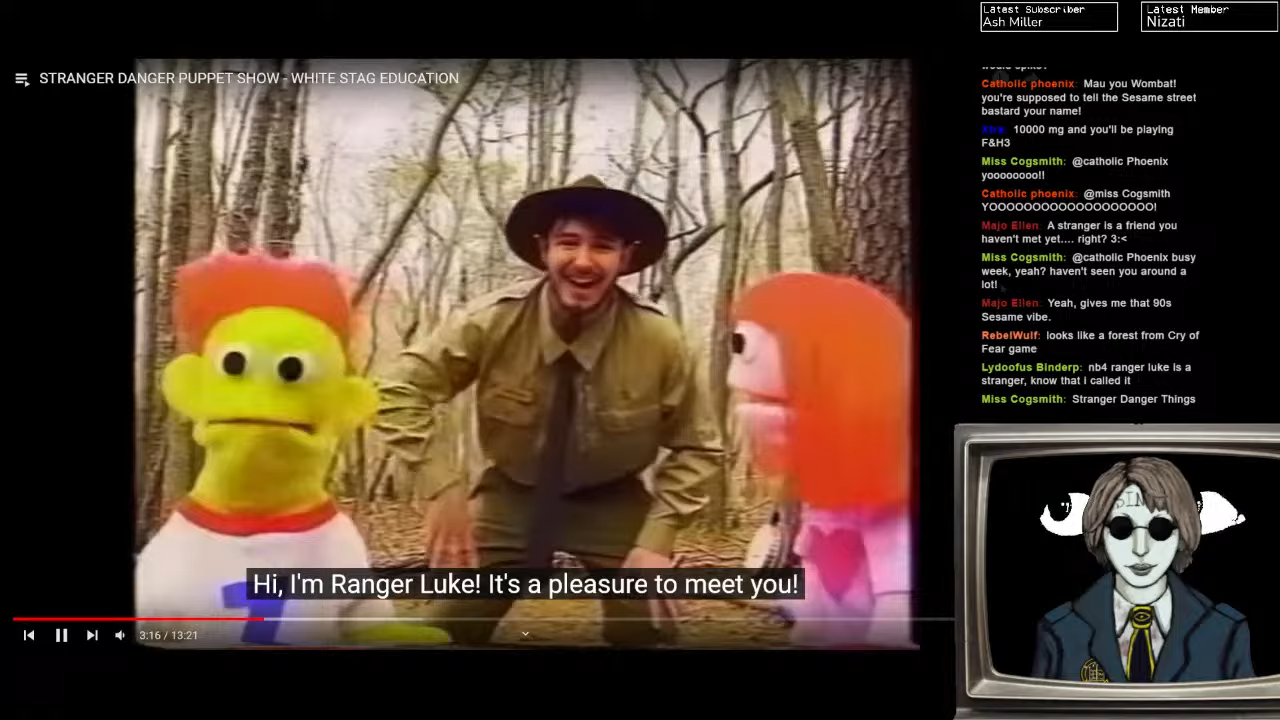 Latest Subscriber
Ash Miller
Latest Member
Nizati
STRANGER DANGER PUPPET SHOW - WHITE STAG EDUCATION
would spike?
Catholic phoenix: Mau you Wombat!
you're supposed to tell the Sesame street
bastard your name!
10000 mg and you'll be playing
F&H3
Miss Cogsmith: @catholic Phoenix
yoooooooo!!
Catholic phoenix: @miss Cogsmith
YOOOOOOOOOOOOOOOOOO!
Majo Ellen: A stranger is a friend you
haven't met yet.... right? 3:<
Miss Cogsmith: @catholic Phoenix busy
week, yeah? haven't seen you around a
lot!
Majo Ellen: Yeah, gives me that 90s
Sesame vibe.
RebelWulf: looks like a forest from Cry of
Fear game
Lydoofus Binderp: nb4 ranger luke is a
stranger, know that i called it
Miss Cogsmith: Stranger Danger Things
Hi, I'm Ranger Luke! It's a pleasure to meet you!
3:16 / 13:21